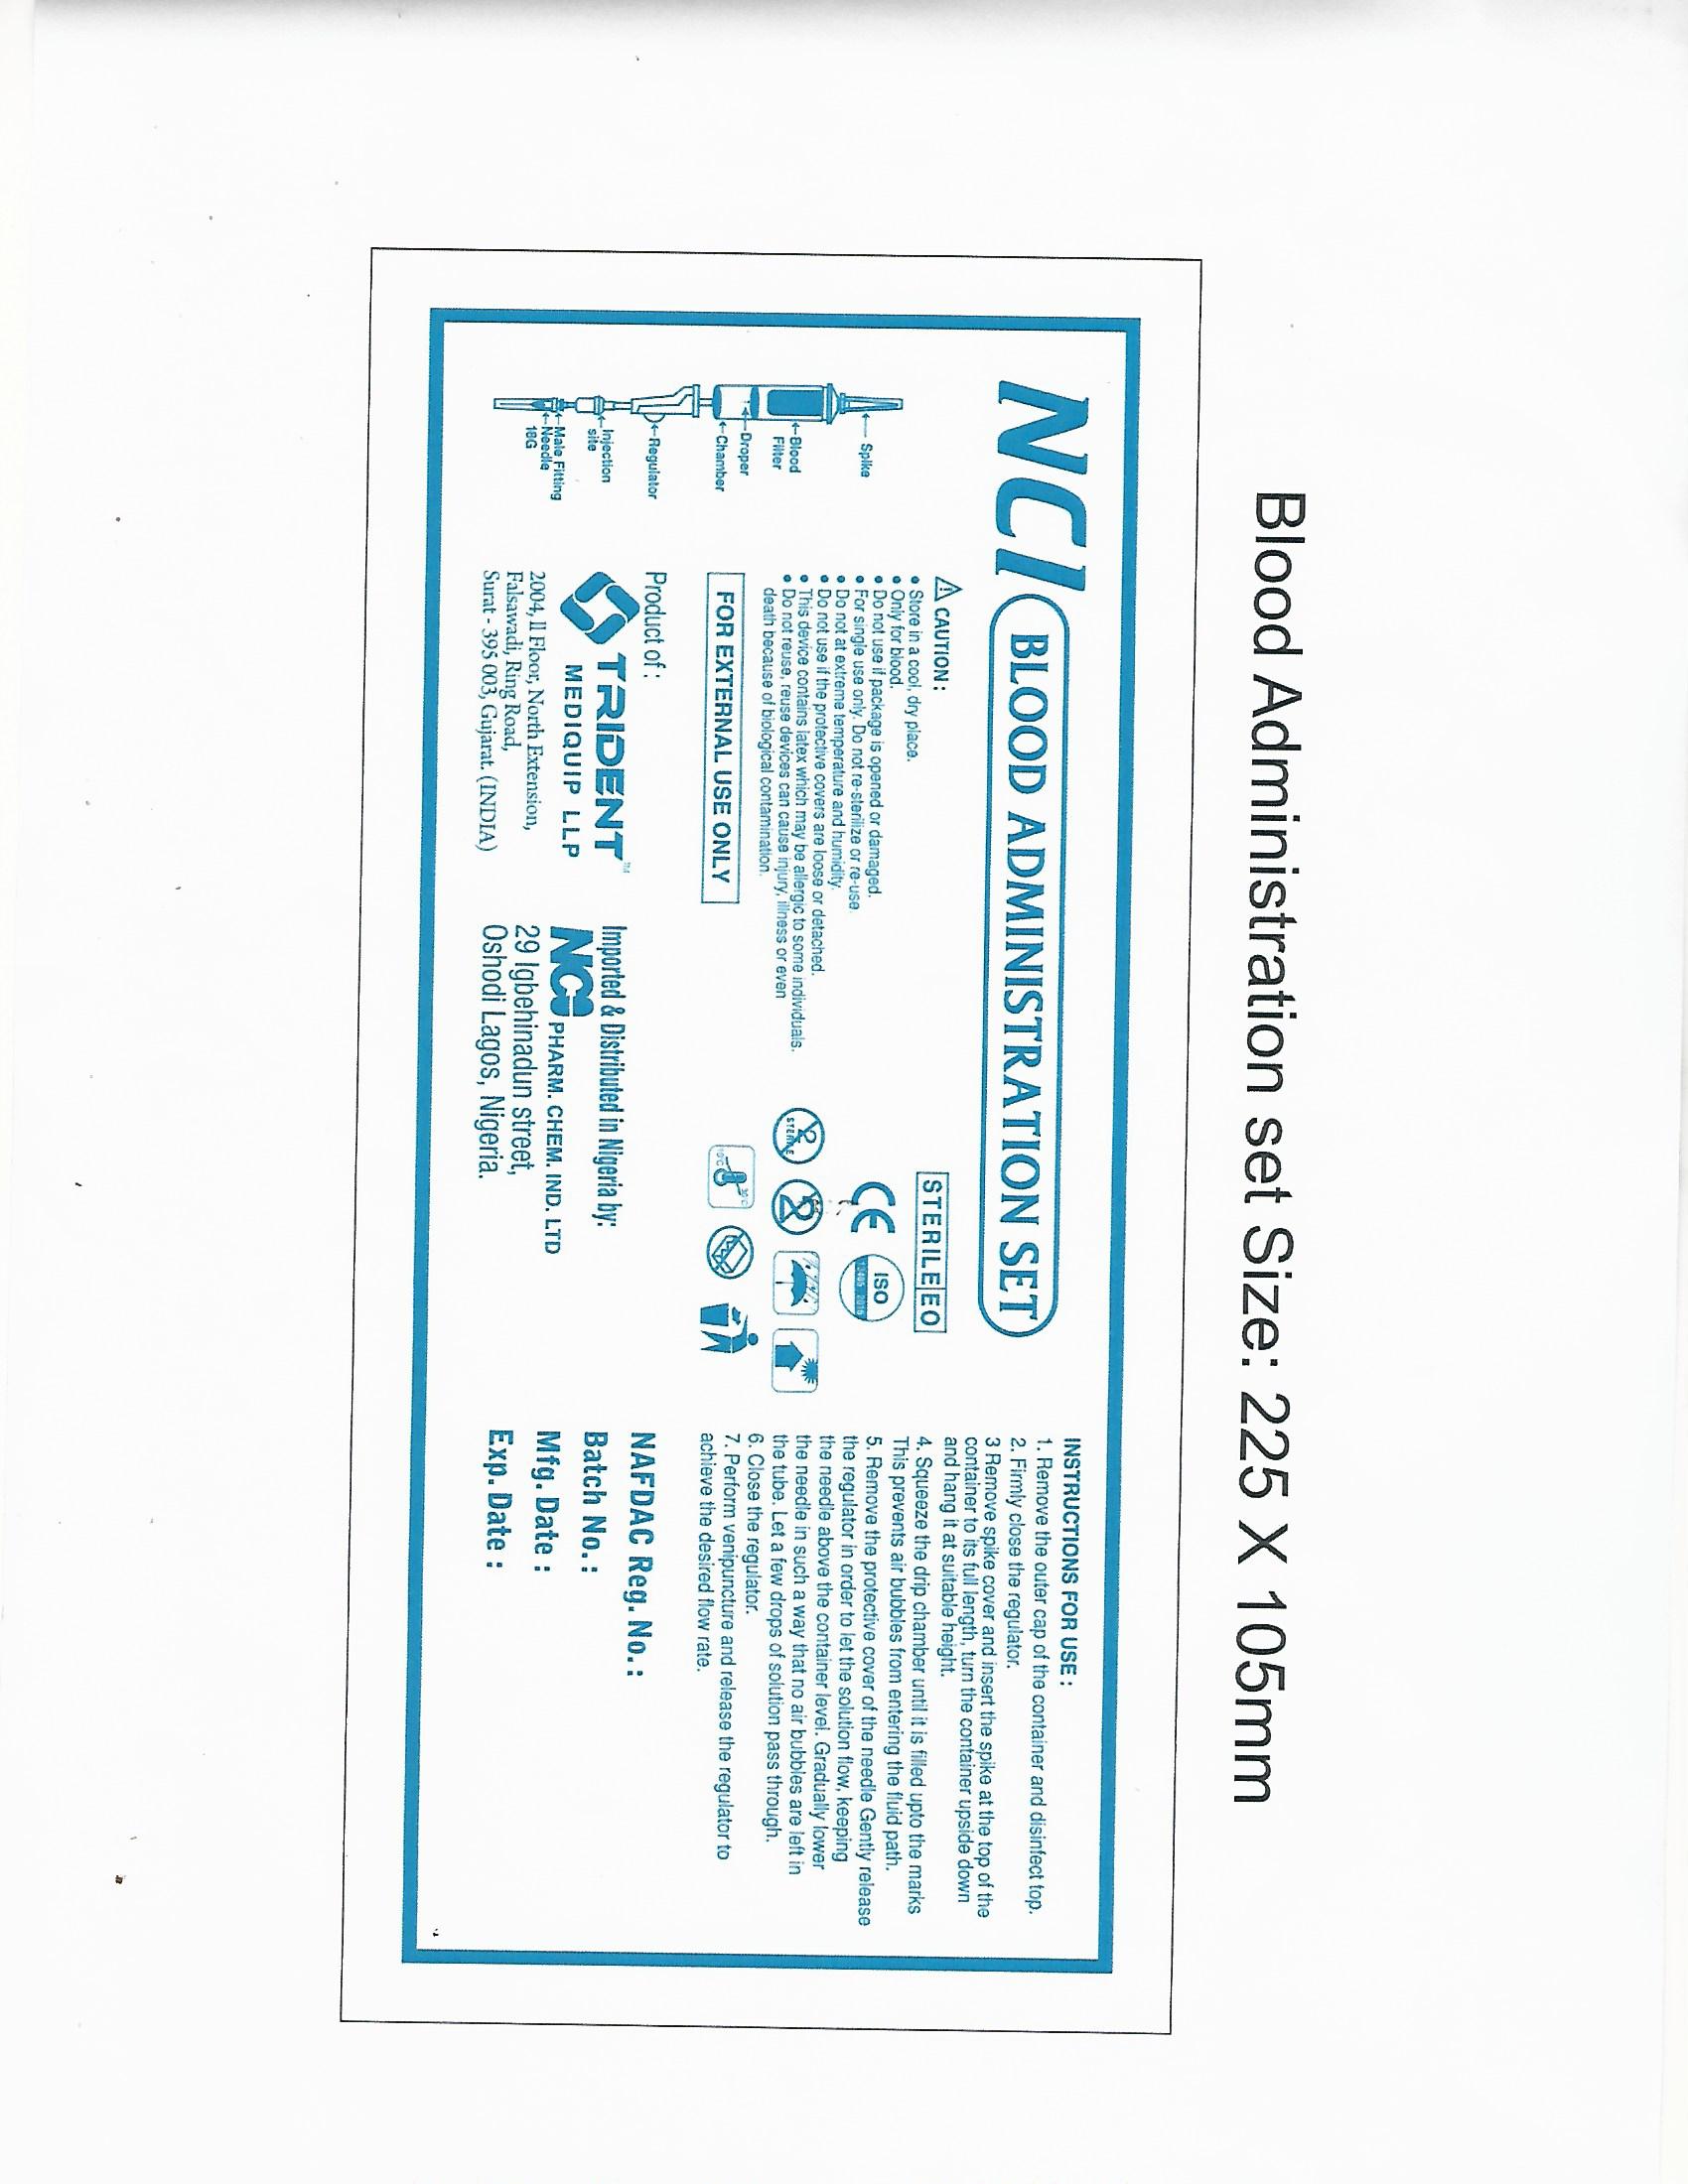 Blood Administration set Size: 225 X 105mm
NCI BLOOD ADMINISTRATION SET
Spike
Blood
Filter
Droper
Chamber
Regulator
Injection
site
Male Fitting
Needle
18G
CAUTION :
• Store in a cool, dry place.
• Only for blood.
• Do not use if package is opened or damaged.
• For single use only. Do not re-sterilize or re-use.
• Do not at extreme temperature and humidity.
• Do not use if the protective covers are loose or detached.
• This device contains latex which may be allergic to some individuals.
• Do not reuse, reuse devices can cause injury, illness or even
death because of biological contamination.
FOR EXTERNAL USE ONLY
STERILE EO
CE
ISO
2
2
30°C
Product of :
TRIDENT™
MEDIQUIP LLP
2004, II Floor, North Extension,
Falsawadi, Ring Road,
Surat - 395 003, Gujarat. (INDIA)
Imported & Distributed in Nigeria by:
NCI PHARM. CHEM. IND. LTD
29 Igbehinadun street,
Oshodi Lagos, Nigeria.
INSTRUCTIONS FOR USE :
1. Remove the outer cap of the container and disinfect top.
2. Firmly close the regulator.
3 Remove spike cover and insert the spike at the top of the
container to its full length, turn the container upside down
and hang it at suitable height.
4. Squeeze the drip chamber until it is filled upto the marks
This prevents air bubbles from entering the fluid path.
5. Remove the protective cover of the needle Gently release
the regulator in order to let the solution flow, keeping
the needle above the container level. Gradually lower
the needle in such a way that no air bubbles are left in
the tube. Let a few drops of solution pass through.
6. Close the regulator.
7. Perform venipuncture and release the regulator to
achieve the desired flow rate.
NAFDAC Reg. No. :
Batch No. :
Mfg. Date :
Exp. Date :